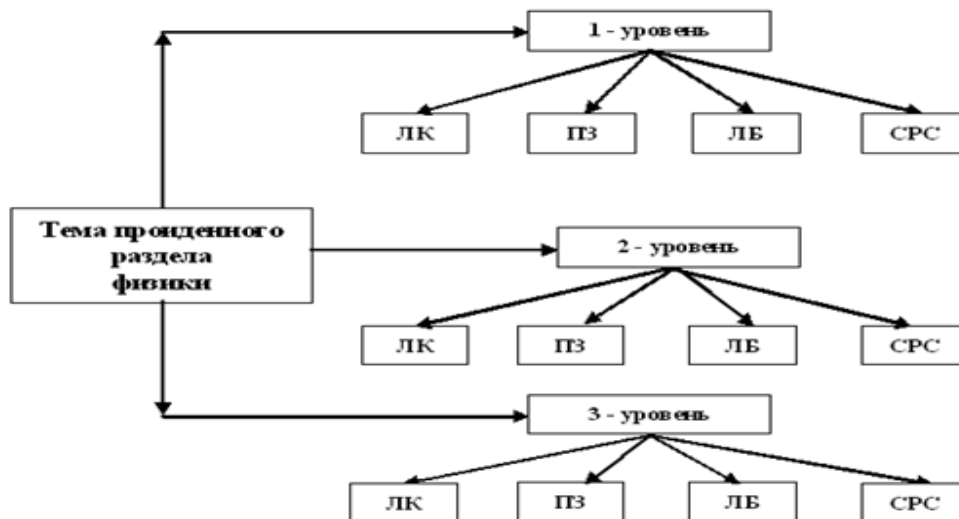 1 - уровень
ЛК
ПЗ
ЛБ
СРС
Тема проиденного
раздела
физики
2 - уровень
ЛК
ПЗ
ЛБ
СРС
3 - уровень
ЛК
ПЗ
ЛБ
СРС